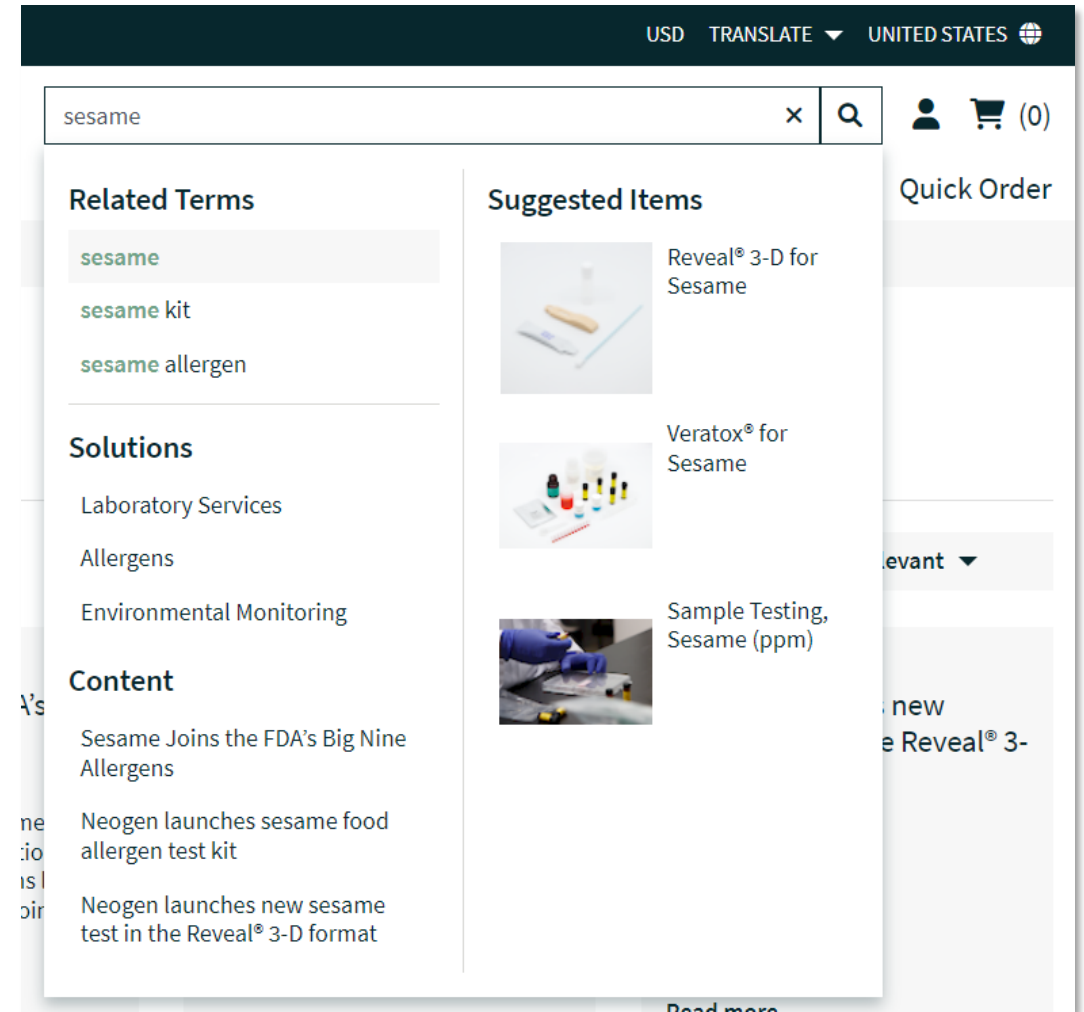 USD TRANSLATE UNITED STATES
sesame
(0)
Quick Order
Related Terms
sesame
sesame kit
sesame allergen
Solutions
Laboratory Services
Allergens
Environmental Monitoring
Content
Sesame Joins the FDA’s Big Nine
Allergens
Neogen launches sesame food
allergen test kit
Neogen launches new sesame
test in the Reveal® 3-D format
Suggested Items
Reveal® 3-D for
Sesame
Veratox® for
Sesame
Sample Testing,
Sesame (ppm)
new
Reveal® 3-
Read more